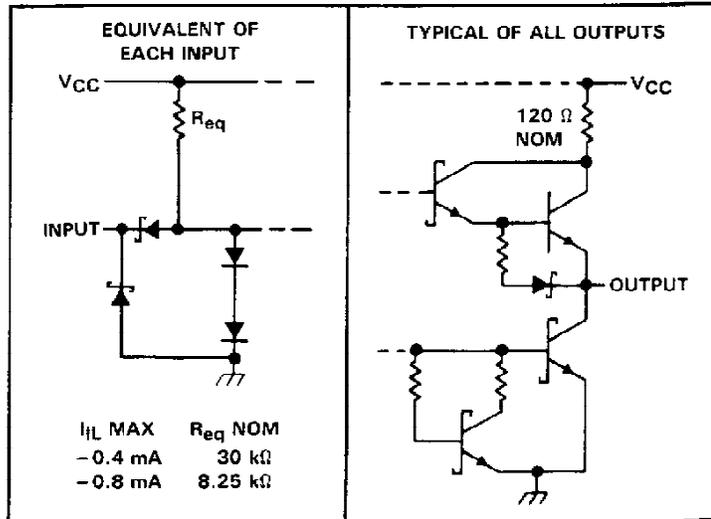 EQUIVALENT OF
EACH INPUT
VCC
Req
INPUT
IIL MAX Req NOM
-0.4 mA 30 kΩ
-0.8 mA 8.25 kΩ
TYPICAL OF ALL OUTPUTS
VCC
120 Ω
NOM
OUTPUT